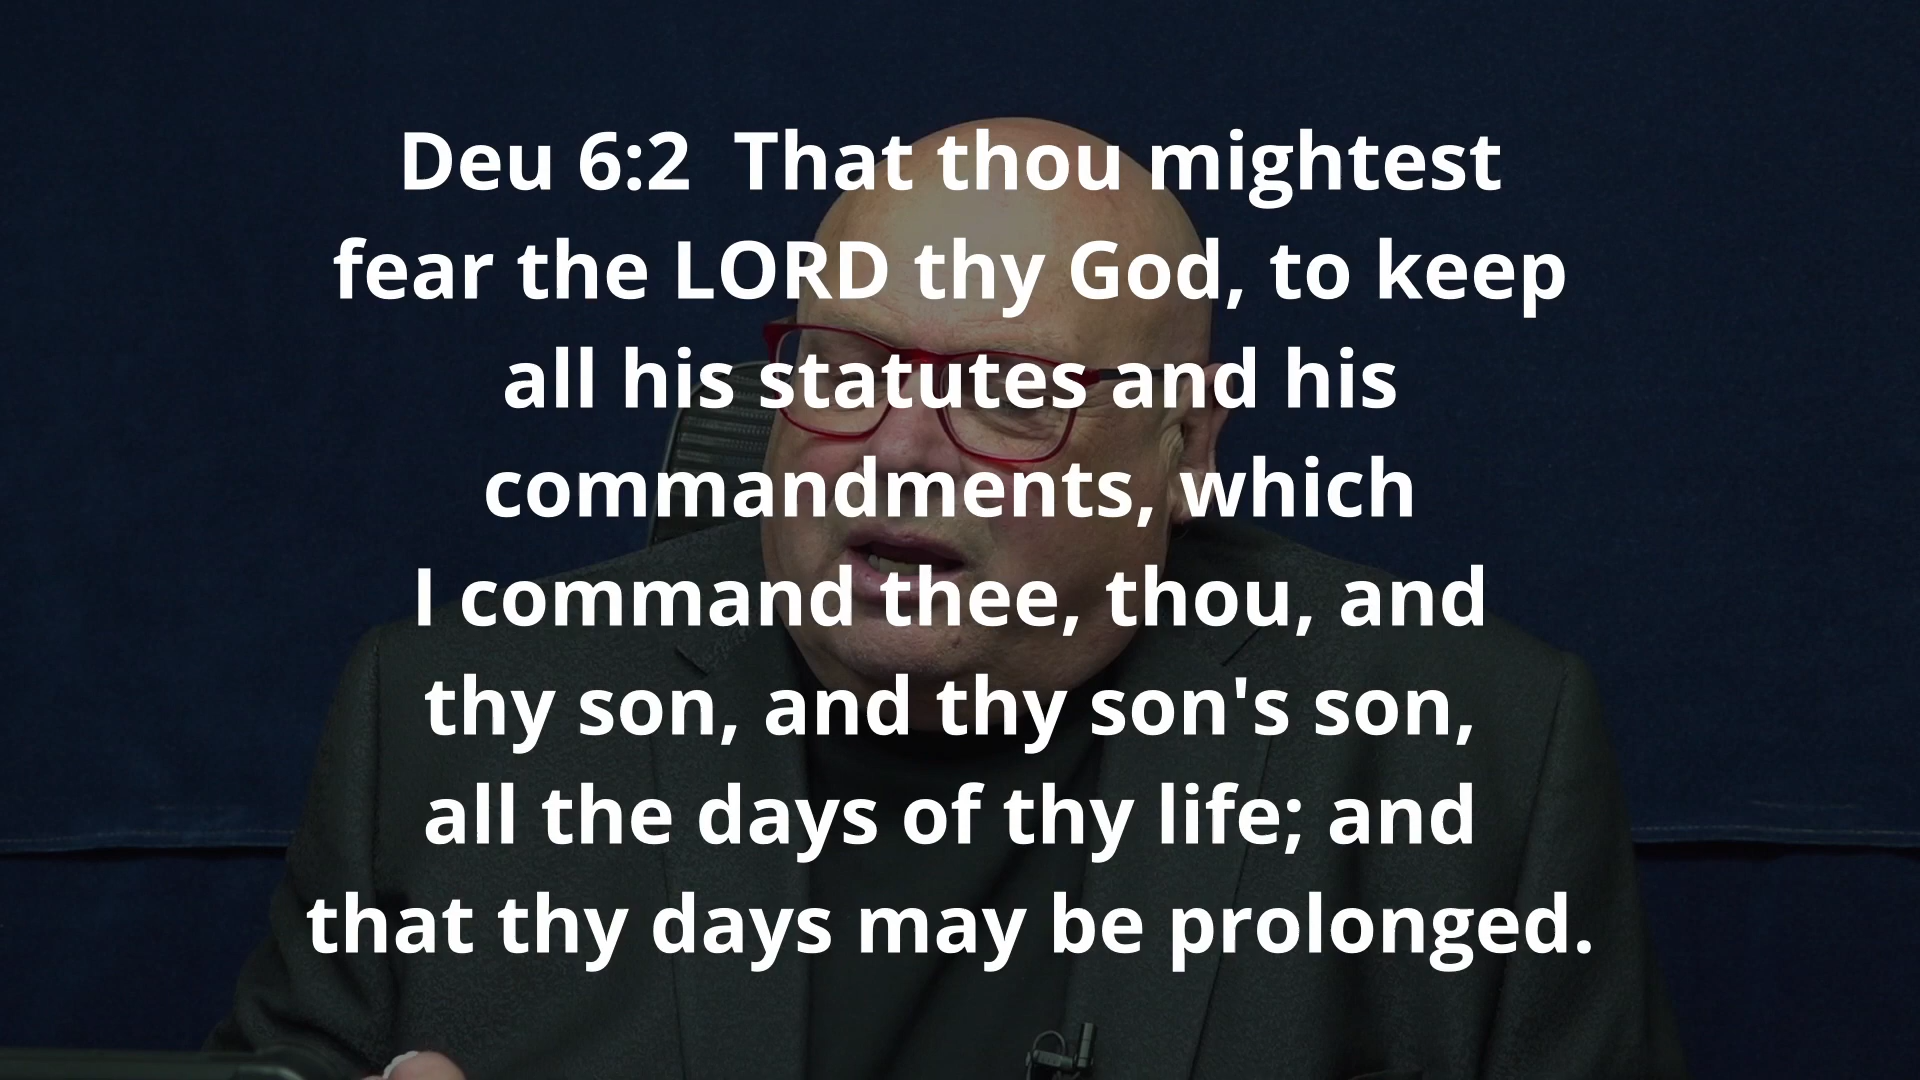 Deu 6:2  That thou mightest
fear the LORD thy God, to keep
all his statutes and his
commandments, which
I command thee, thou, and
thy son, and thy son's son,
all the days of thy life; and
that thy days may be prolonged.